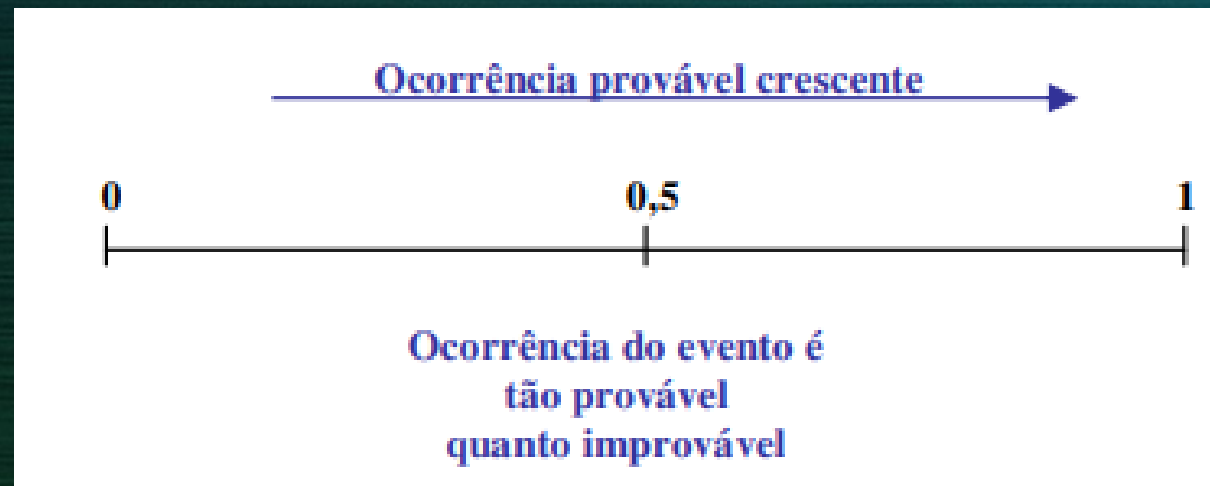 Ocorrência provável crescente
0 0,5 1
Ocorrência do evento é
tão provável
quanto improvável